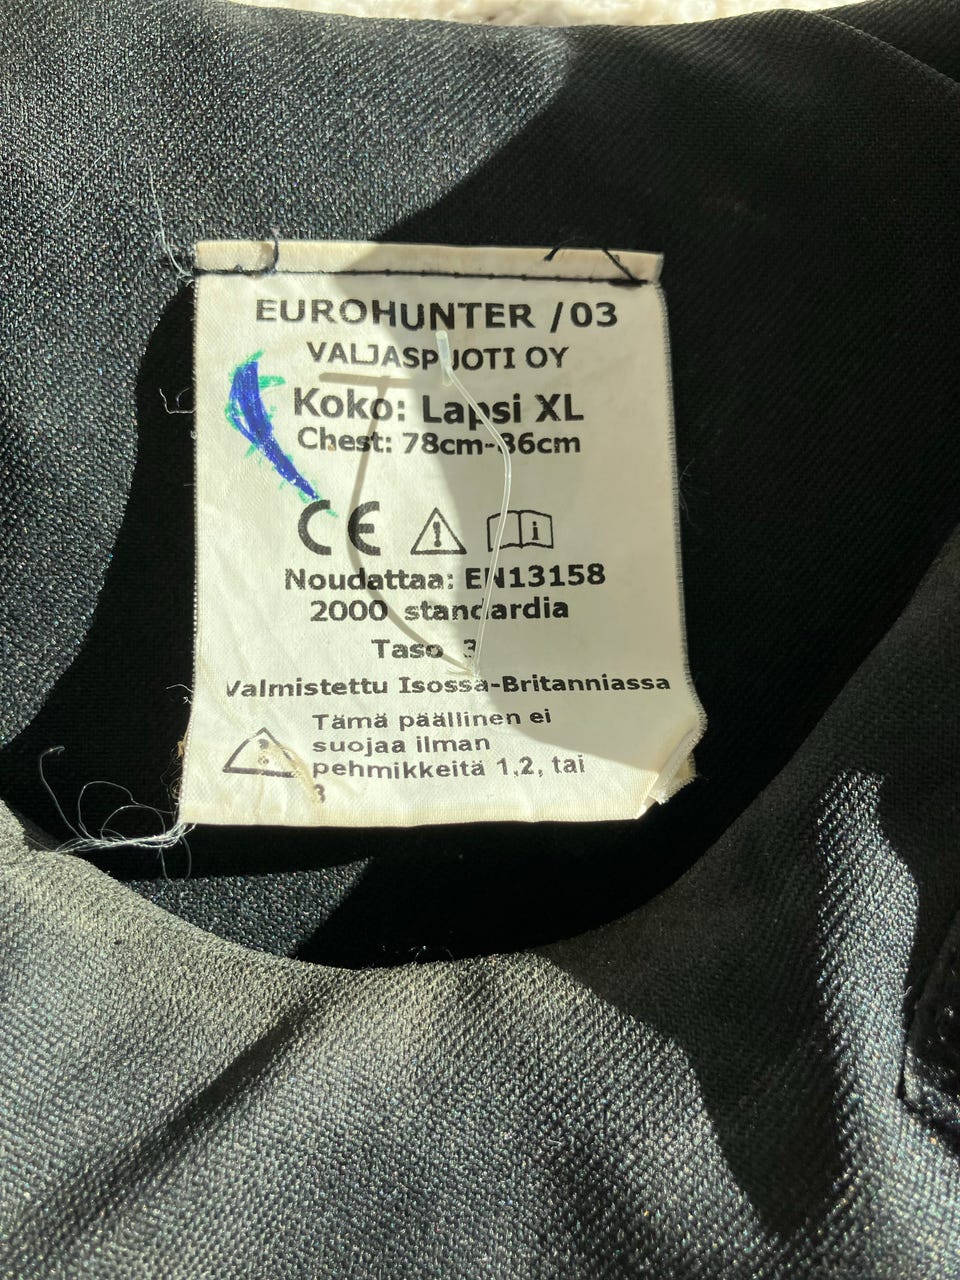 EUROHUNTER /03
VALJASPUOTI OY
Koko: Lapsi XL
Chest: 78cm-86cm
CE
Noudattaa: EN13158
2000 standardia
Taso 3
Valmistettu Isossa-Britanniassa
Tämä päällinen ei
suojaa ilman
pehmikkeitä 1,2, tai
3